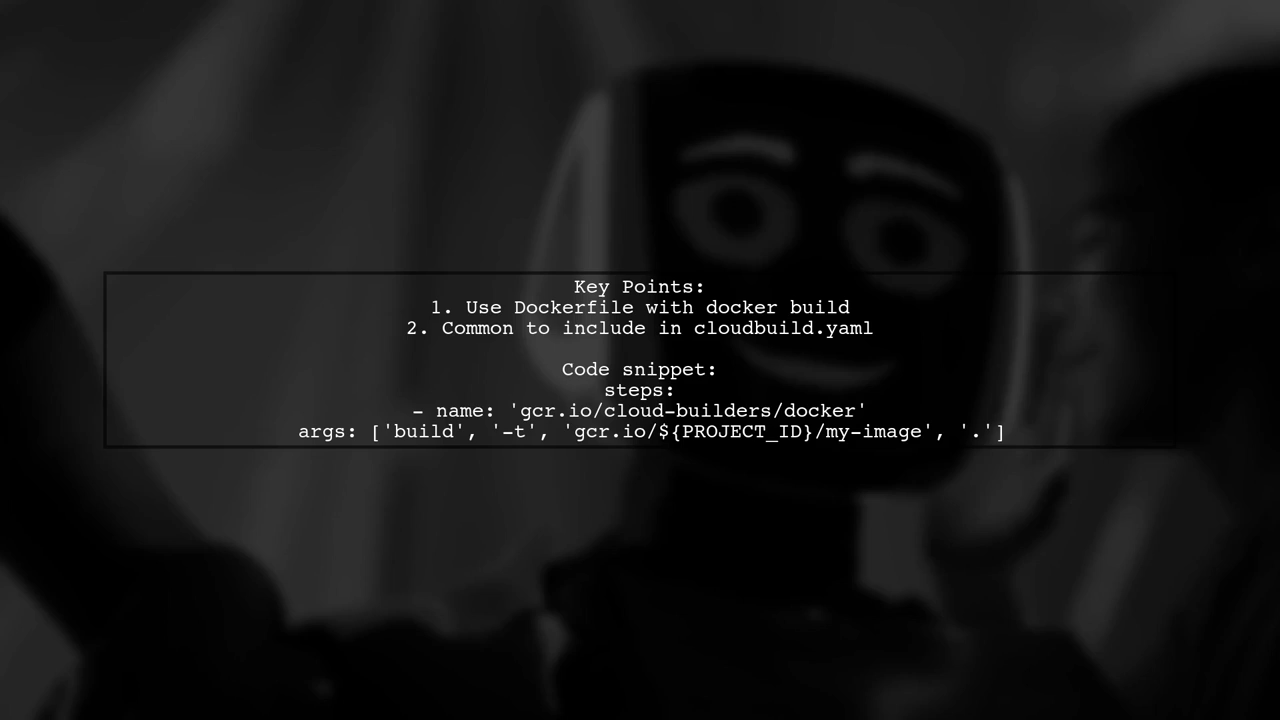 Key Points:
1. Use Dockerfile with docker build
2. Common to include in cloudbuild.yaml
Code snippet:
steps:
- name: 'gcr.io/cloud-builders/docker'
args: ['build', '-t', 'gcr.io/${PROJECT_ID}/my-image', '.']